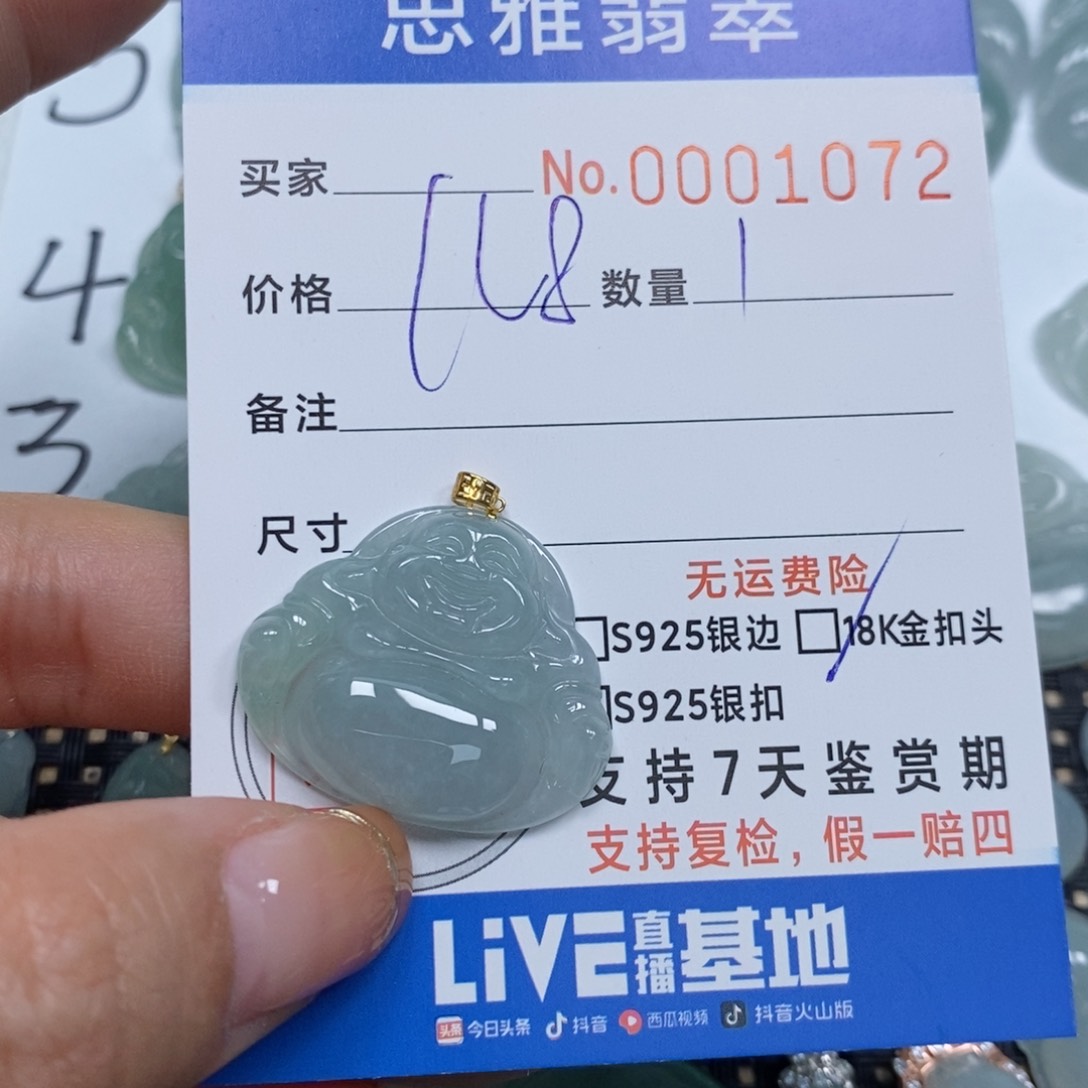 思雅翡翠
买家 No.0001072
价格 数量 1
备注
尺寸
无运费险
S925银边 18K金扣头
S925银扣
支持7天鉴赏期
支持复检，假一赔四
LiVE直播基地
头条 今日头条 抖音 西瓜视频 抖音火山版
4
3